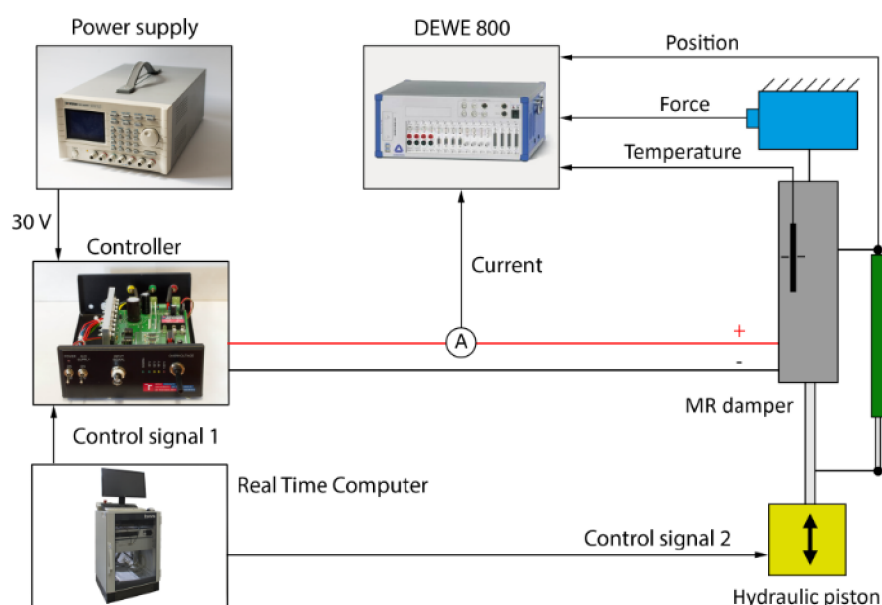 Power supply
DEWE 800
Position
Force
Temperature
30 V
Controller
Current
A
+
-
MR damper
Control signal 1
Real Time Computer
Control signal 2
Hydraulic piston